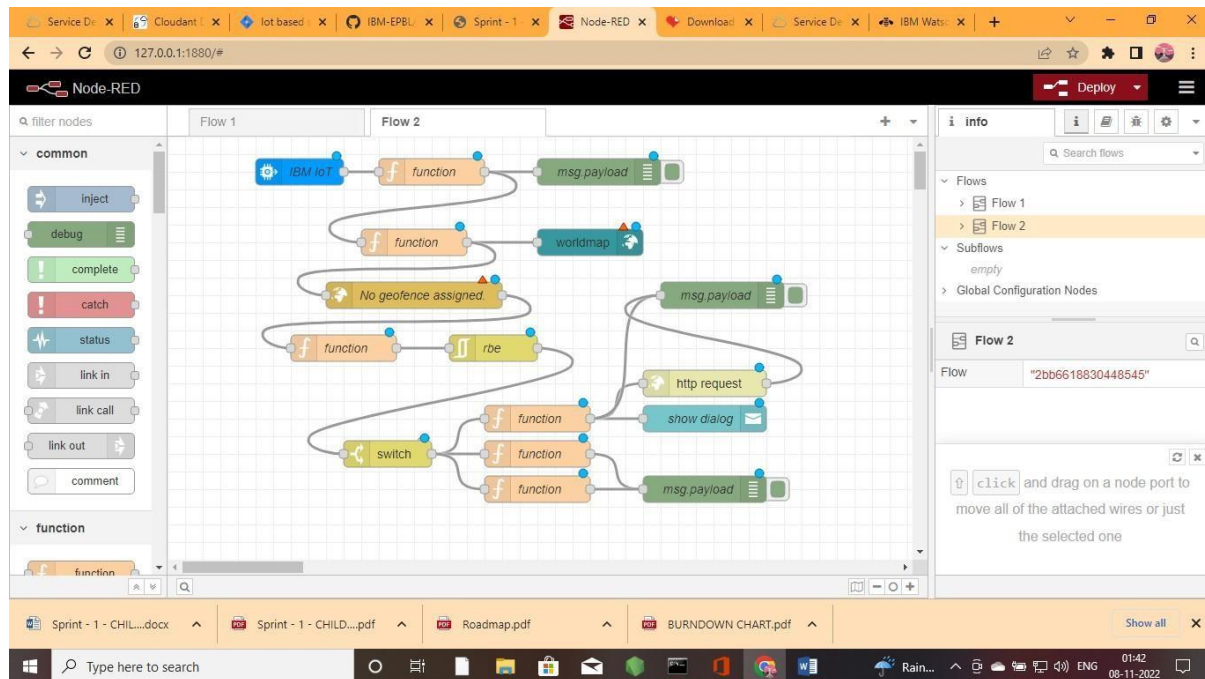 Service De
Cloudant
Iot based
IBM-EPBL/
Sprint - 1 -
Node-RED
Download
Service De
IBM Wats
127.0.0.1:1880/#
Node-RED
Deploy
filter nodes
Flow 1
Flow 2
i info
i
Search flows
common
inject
debug
complete
catch
status
link in
link call
link out
comment
function
function
IBM IoT
f function
msg.payload
f function
worldmap
No geofence assigned.
msg.payload
f function
rbe
http request
f function
show dialog
switch
f function
f function
msg.payload
Flows
Flow 1
Flow 2
Subflows
empty
Global Configuration Nodes
Flow 2
Flow "2bb6618830448545"
click and drag on a node port to
move all of the attached wires or just
the selected one
Sprint - 1 - CHIL....docx
Sprint - 1 - CHILD....pdf
Roadmap.pdf
BURNDOWN CHART.pdf
Show all
Type here to search
Rain...
ENG
01:42
08-11-2022